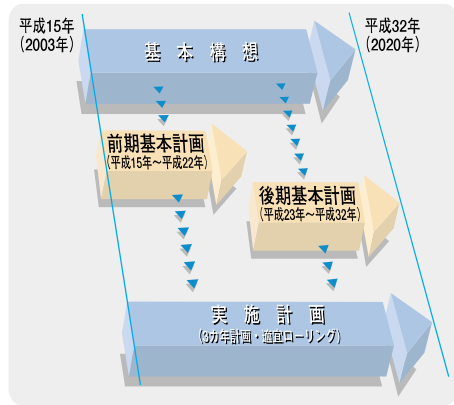 平成15年
(2003年)
平成32年
(2020年)
基本構想
前期基本計画
(平成15年～平成22年)
後期基本計画
(平成23年～平成32年)
実施計画
(3カ年計画・適宜ローリング)